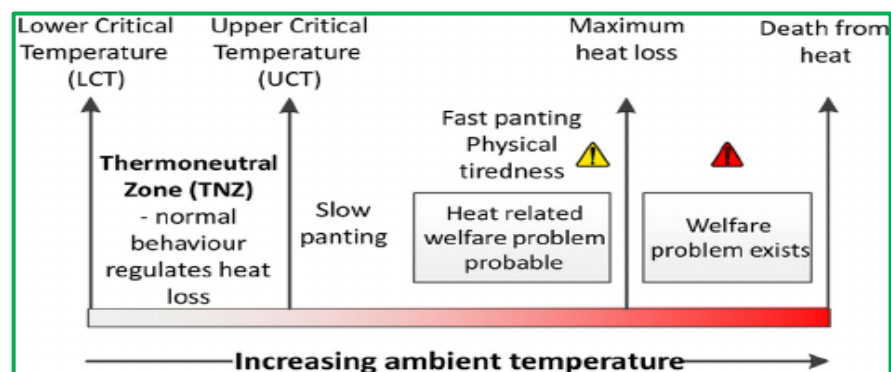 Lower Critical
Temperature
(LCT)
Upper Critical
Temperature
(UCT)
Maximum
heat loss
Death from
heat
Thermoneutral
Zone (TNZ)
- normal
behaviour
regulates heat
loss
Slow
panting
Fast panting
Physical
tiredness
Heat related
welfare problem
probable
Welfare
problem exists
Increasing ambient temperature